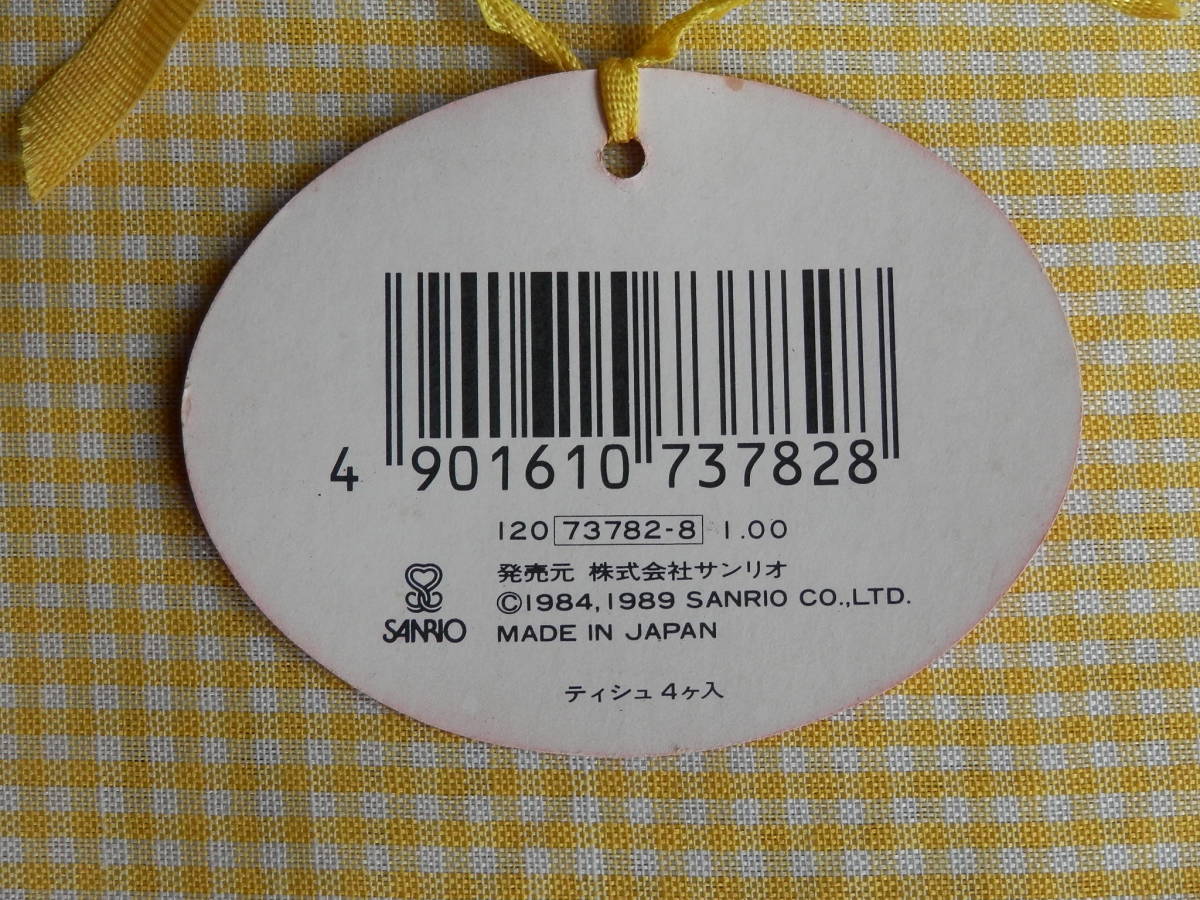 4 901610 737828
120 73782-8 1.00
発売元 株式会社サンリオ
©1984,1989 SANRIO CO.,LTD.
SANRIO
MADE IN JAPAN
ティシュ4ヶ入